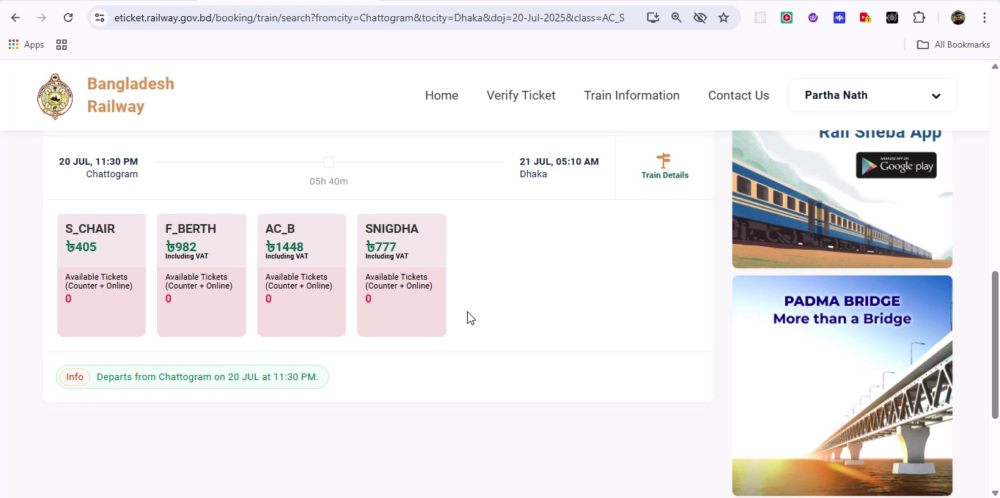 eticket.railway.gov.bd/booking/train/search?fromcity=Chattogram&tocity=Dhaka&doj=20-Jul-2025&class=AC_S
Apps
All Bookmarks
Bangladesh
Railway
Home
Verify Ticket
Train Information
Contact Us
Partha Nath
Rail Sheba App
ANDROID APP ON
Google play
20 JUL, 11:30 PM
Chattogram
05h 40m
21 JUL, 05:10 AM
Dhaka
Train Details
S_CHAIR
৳405
Available Tickets
(Counter + Online)
0
F_BERTH
৳982
Including VAT
Available Tickets
(Counter + Online)
0
AC_B
৳1448
Including VAT
Available Tickets
(Counter + Online)
0
SNIGDHA
৳777
Including VAT
Available Tickets
(Counter + Online)
0
PADMA BRIDGE
More than a Bridge
Info
Departs from Chattogram on 20 JUL at 11:30 PM.